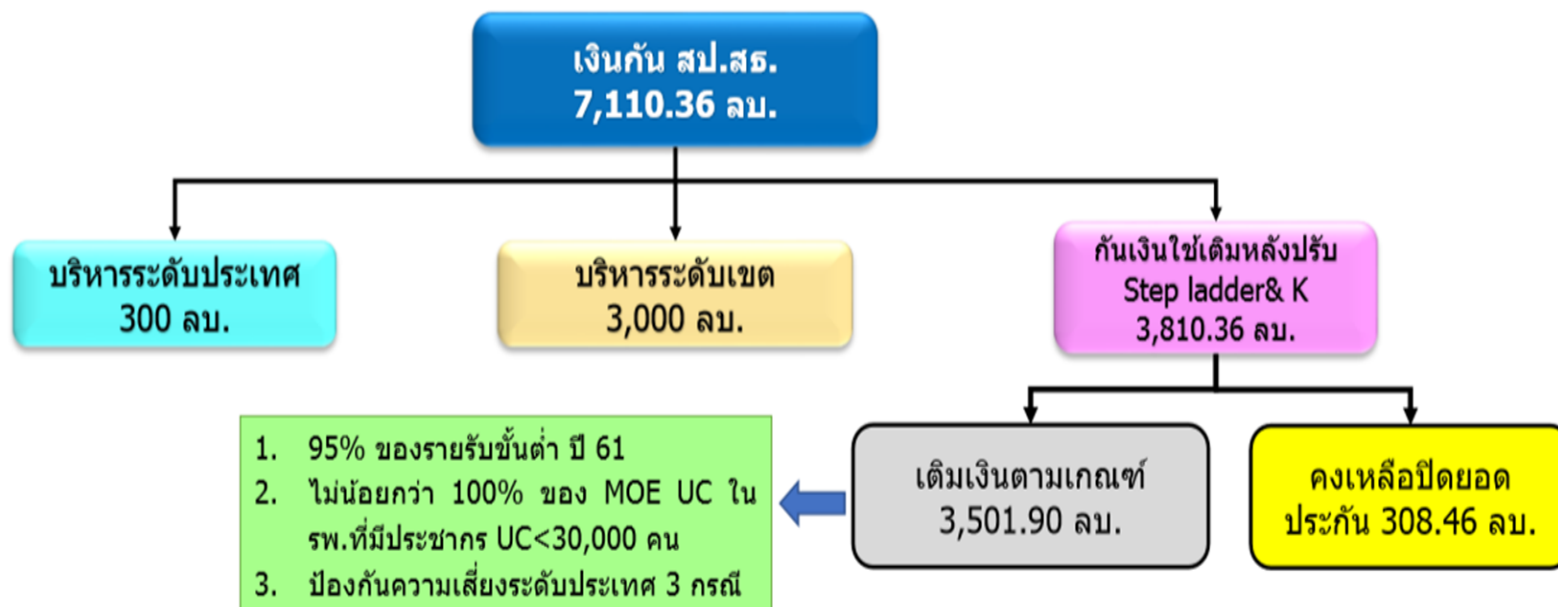 เงินกัน สป.สธ.
7,110.36 ลบ.
บริหารระดับประเทศ
300 ลบ.
บริหารระดับเขต
3,000 ลบ.
กันเงินใช้เติมหลังปรับ
Step ladder& K
3,810.36 ลบ.
1. 95% ของรายรับขั้นต่ำ ปี 61
2. ไม่น้อยกว่า 100% ของ MOE UC ใน
รพ.ที่มีประชากร UC<30,000 คน
3. ป้องกันความเสี่ยงระดับประเทศ 3 กรณี
เติมเงินตามเกณฑ์
3,501.90 ลบ.
คงเหลือปิดยอด
ประกัน 308.46 ลบ.